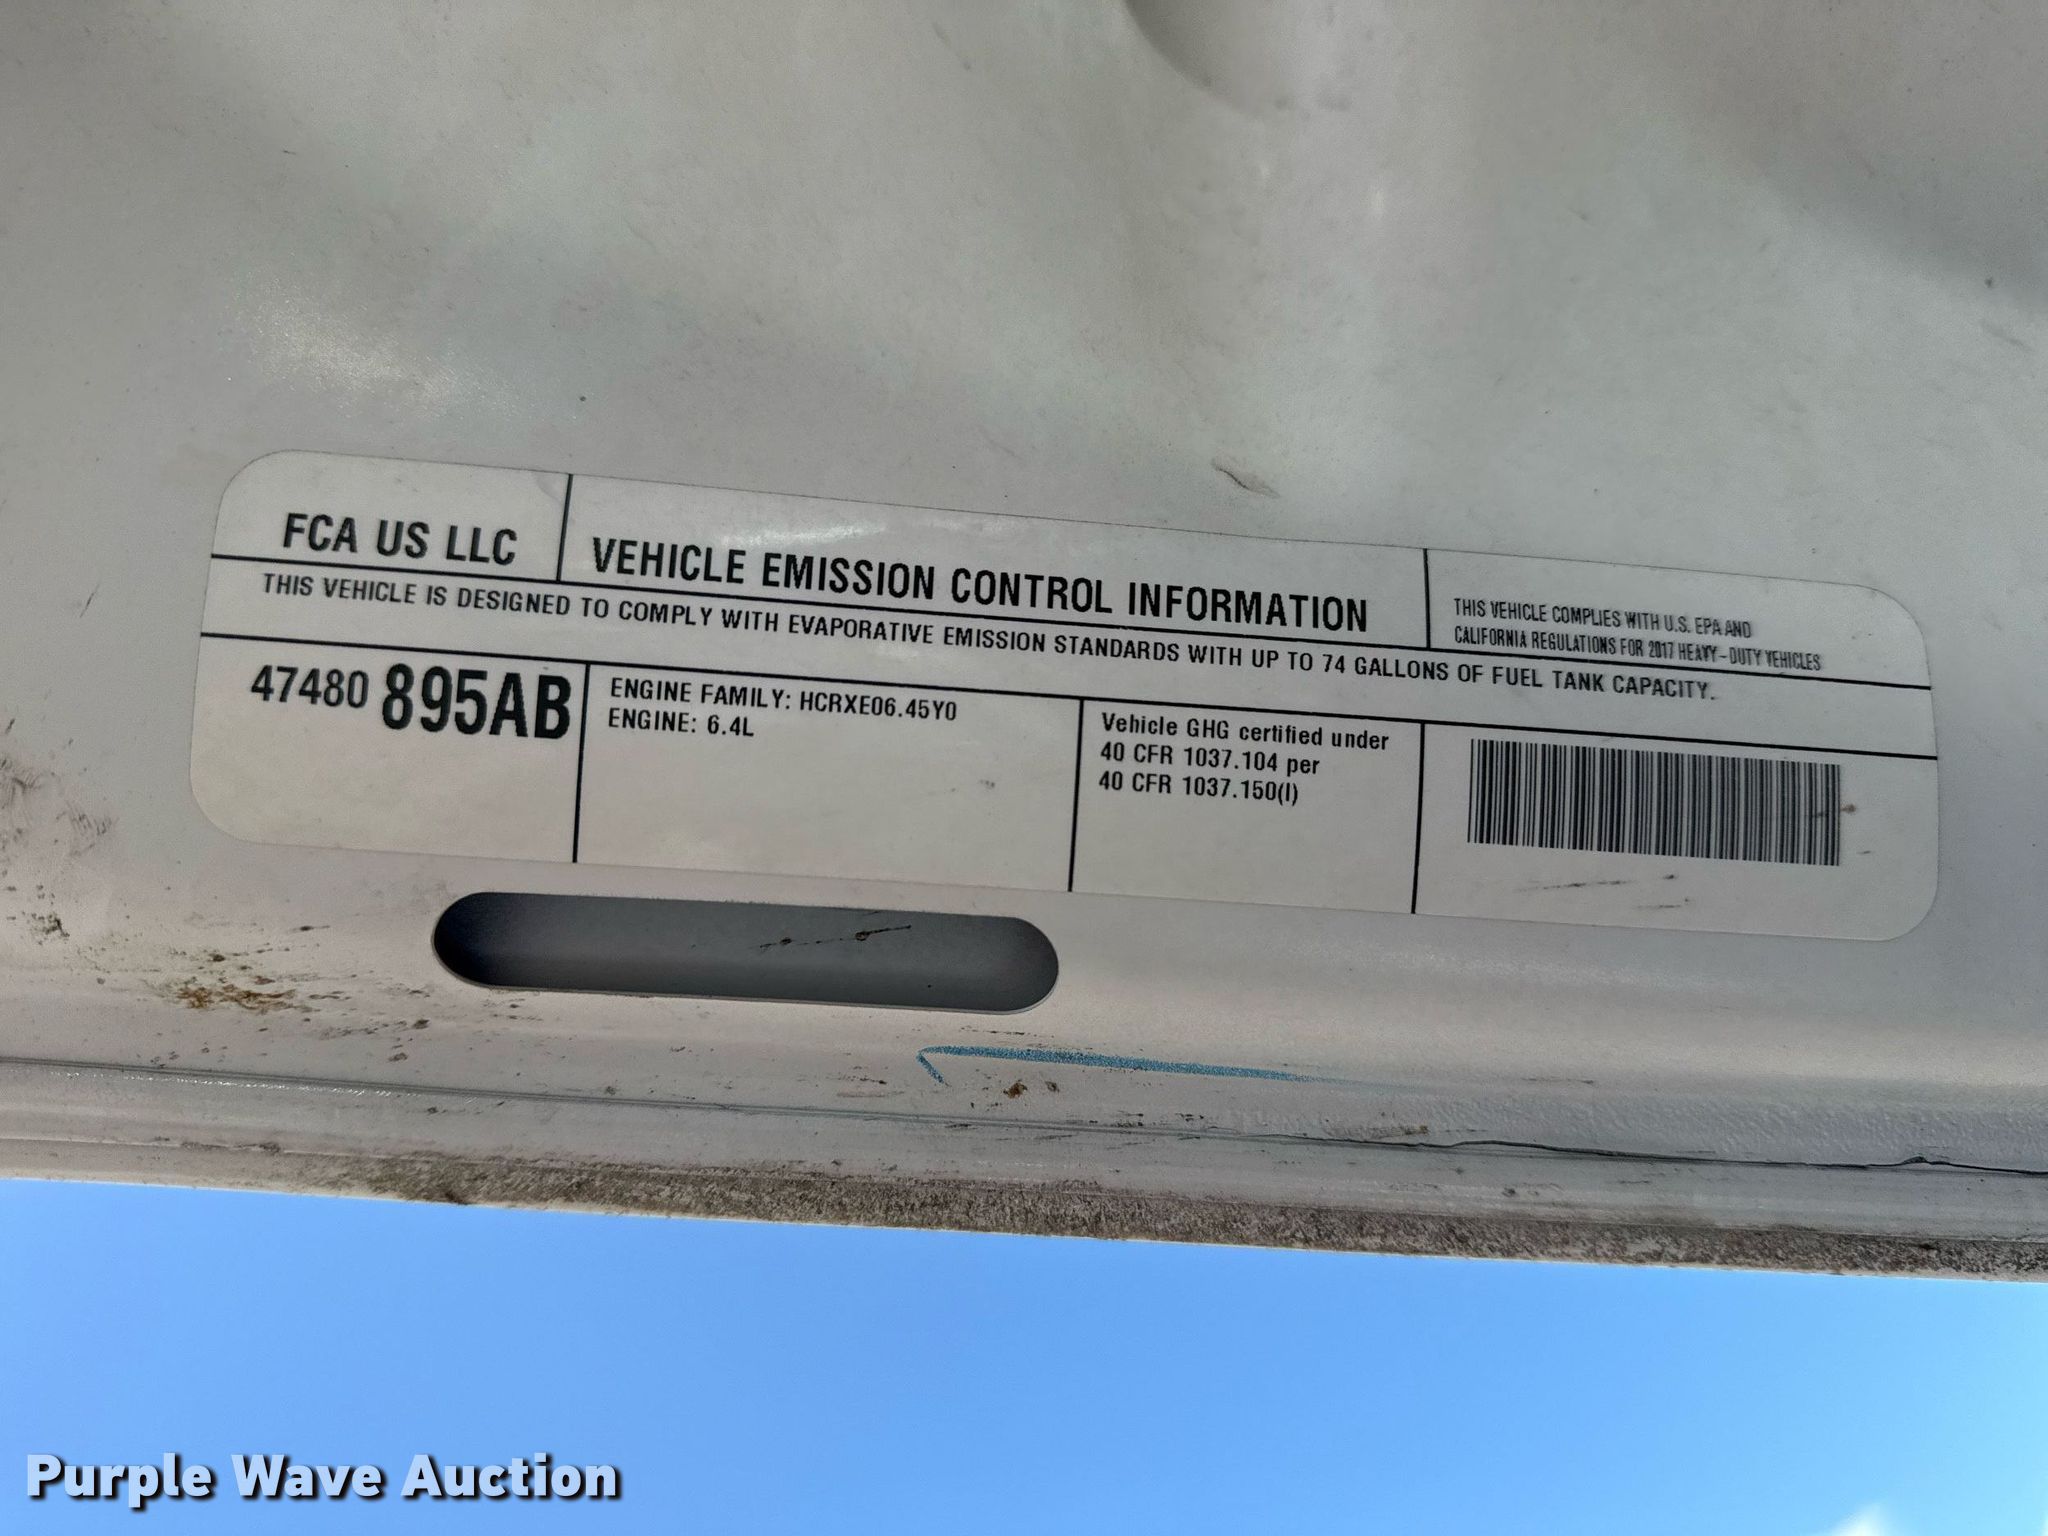 FCA US LLC
VEHICLE EMISSION CONTROL INFORMATION
THIS VEHICLE COMPLIES WITH U.S. EPA AND
CALIFORNIA REGULATIONS FOR 2017 HEAVY-DUTY VEHICLES
THIS VEHICLE IS DESIGNED TO COMPLY WITH EVAPORATIVE EMISSION STANDARDS WITH UP TO 74 GALLONS OF FUEL TANK CAPACITY.
47480 895AB
ENGINE FAMILY: HCRXE06.45Y0
ENGINE: 6.4L
Vehicle GHG certified under
40 CFR 1037.104 per
40 CFR 1037.150(l)
Purple Wave Auction